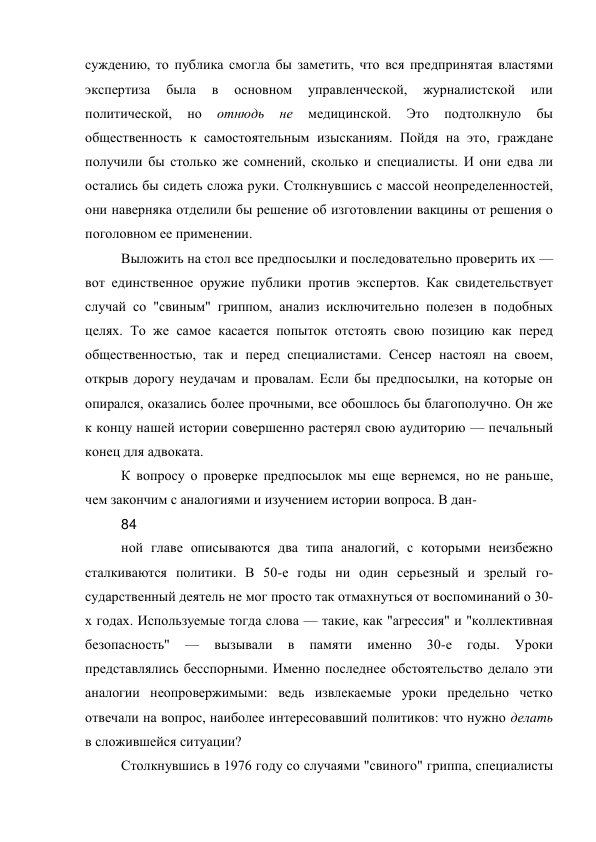 суждению, то публика смогла бы заметить, что вся предпринятая властями
экспертиза была в основном управленческой, журналистской или
политической, но отнюдь не медицинской. Это подтолкнуло бы
общественность к самостоятельным изысканиям. Пойдя на это, граждане
получили бы столько же сомнений, сколько и специалисты. И они едва ли
остались бы сидеть сложа руки. Столкнувшись с массой неопределенностей,
они наверняка отделили бы решение об изготовлении вакцины от решения о
поголовном ее применении.
Выложить на стол все предпосылки и последовательно проверить их —
вот единственное оружие публики против экспертов. Как свидетельствует
случай со "свиным" гриппом, анализ исключительно полезен в подобных
целях. То же самое касается попыток отстоять свою позицию как перед
общественностью, так и перед специалистами. Сенсер настоял на своем,
открыв дорогу неудачам и провалам. Если бы предпосылки, на которые он
опирался, оказались более прочными, все обошлось бы благополучно. Он же
к концу нашей истории совершенно растерял свою аудиторию — печальный
конец для адвоката.
К вопросу о проверке предпосылок мы еще вернемся, но не раньше,
чем закончим с аналогиями и изучением истории вопроса. В дан-
84
ной главе описываются два типа аналогий, с которыми неизбежно
сталкиваются политики. В 50-е годы ни один серьезный и зрелый го-
сударственный деятель не мог просто так отмахнуться от воспоминаний о 30-
х годах. Используемые тогда слова — такие, как "агрессия" и "коллективная
безопасность" — вызывали в памяти именно 30-е годы. Уроки
представлялись бесспорными. Именно последнее обстоятельство делало эти
аналогии неопровержимыми: ведь извлекаемые уроки предельно четко
отвечали на вопрос, наиболее интересовавший политиков: что нужно делать
в сложившейся ситуации?
Столкнувшись в 1976 году со случаями "свиного" гриппа, специалисты